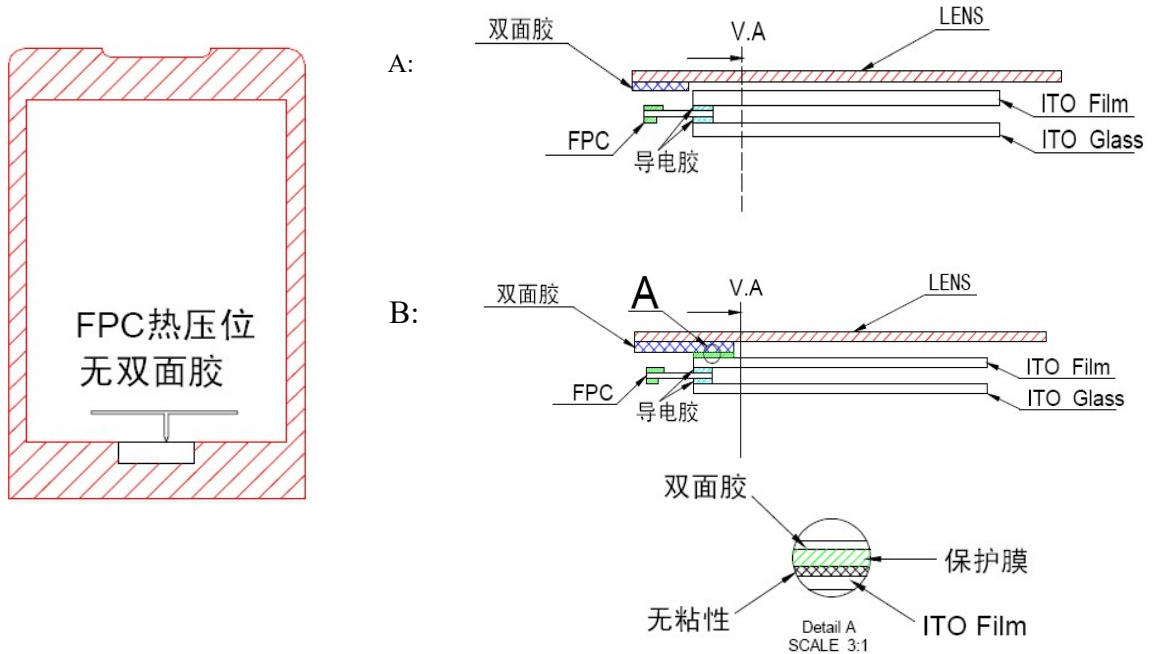 FPC热压位
无双面胶
A:
双面胶
V.A
LENS
ITO Film
ITO Glass
FPC
导电胶
B:
双面胶
A
V.A
LENS
ITO Film
ITO Glass
FPC
导电胶
双面胶
保护膜
无粘性
ITO Film
Detail A
SCALE 3:1